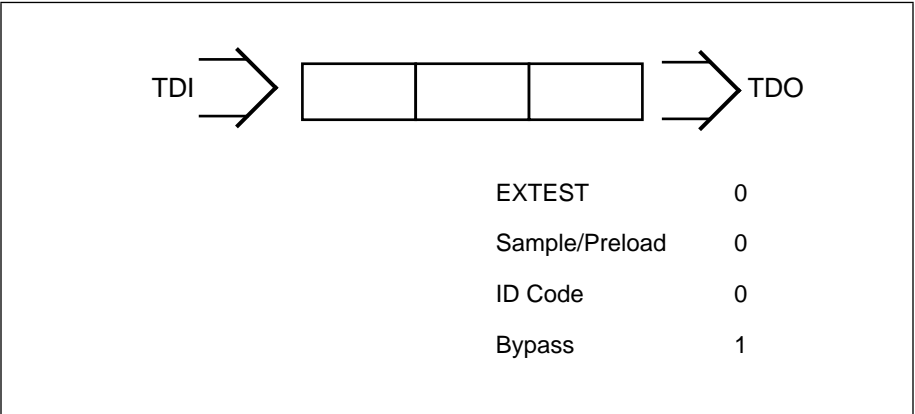 TDI TDO
EXTEST 0
Sample/Preload 0
ID Code 0
Bypass 1